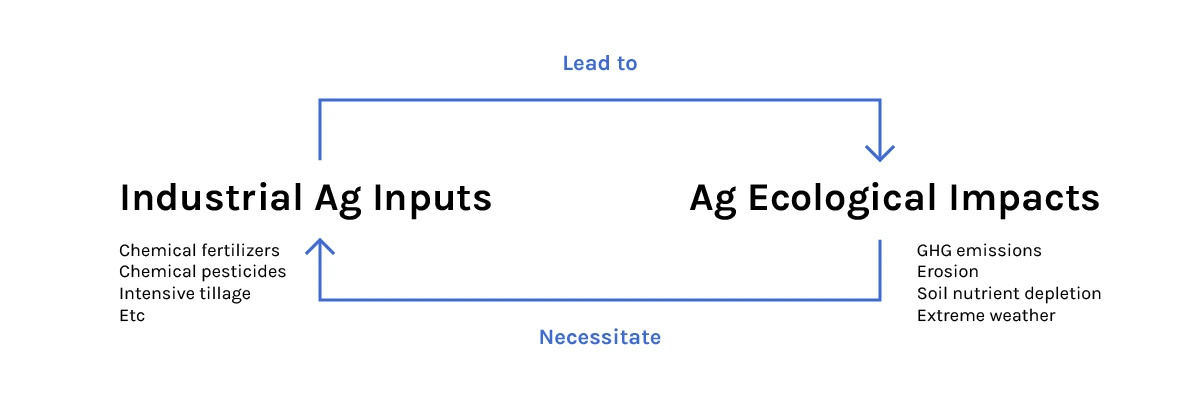 Lead to
Industrial Ag Inputs
Ag Ecological Impacts
Chemical fertilizers
Chemical pesticides
Intensive tillage
Etc
GHG emissions
Erosion
Soil nutrient depletion
Extreme weather
Necessitate